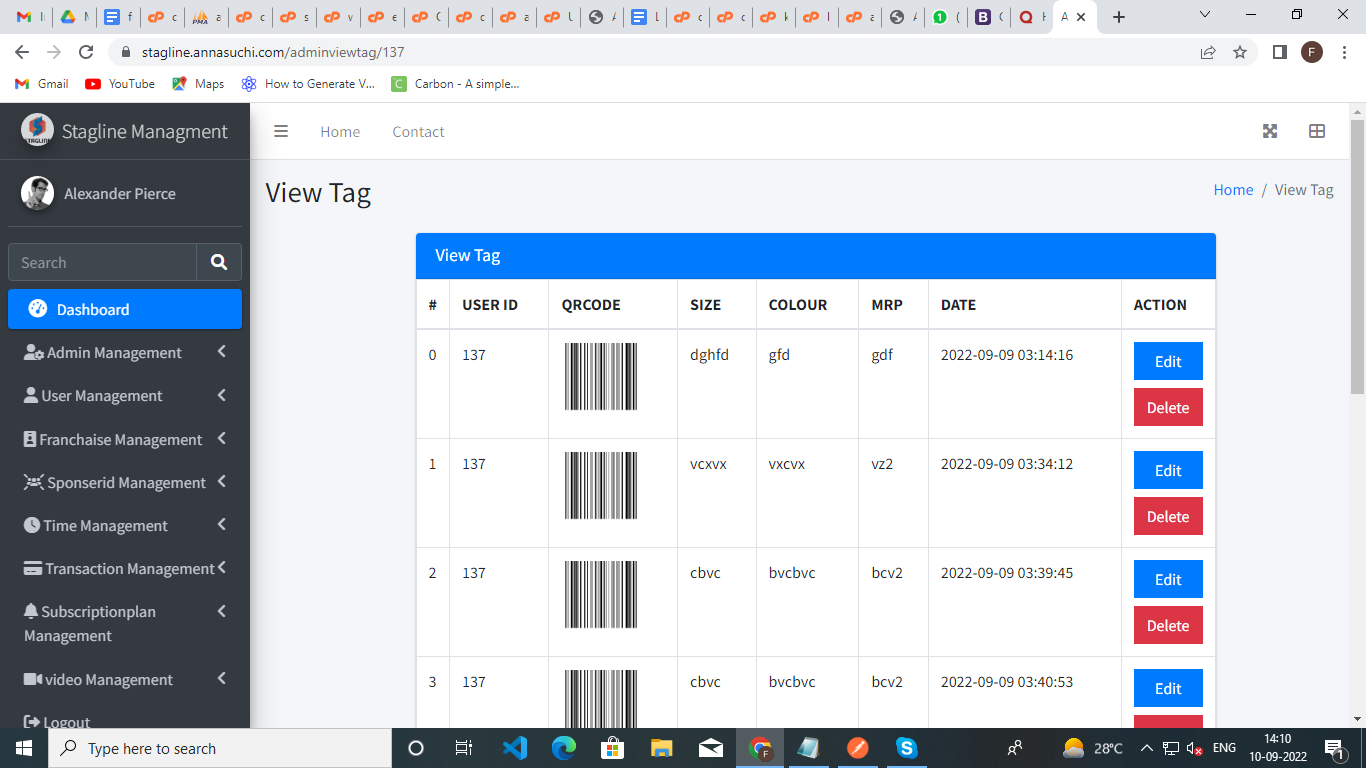 stagline.annasuchi.com/adminviewtag/137
F
Gmail
YouTube
Maps
How to Generate V...
Carbon - A simple...
Stagline Managment
Home
Contact
Alexander Pierce
View Tag
Home / View Tag
Search
Dashboard
Admin Management
User Management
Franchaise Management
Sponserid Management
Time Management
Transaction Management
Subscriptionplan
Management
video Management
Logout
View Tag
# USER ID QRCODE SIZE COLOUR MRP DATE ACTION
0 137 dghfd gfd gdf 2022-09-09 03:14:16 Edit
Delete
1 137 vcxvx vxcvx vz2 2022-09-09 03:34:12 Edit
Delete
2 137 cbvc bvcbvc bcv2 2022-09-09 03:39:45 Edit
Delete
3 137 cbvc bvcbvc bcv2 2022-09-09 03:40:53 Edit
Type here to search
28°C
ENG
14:10
10-09-2022
1